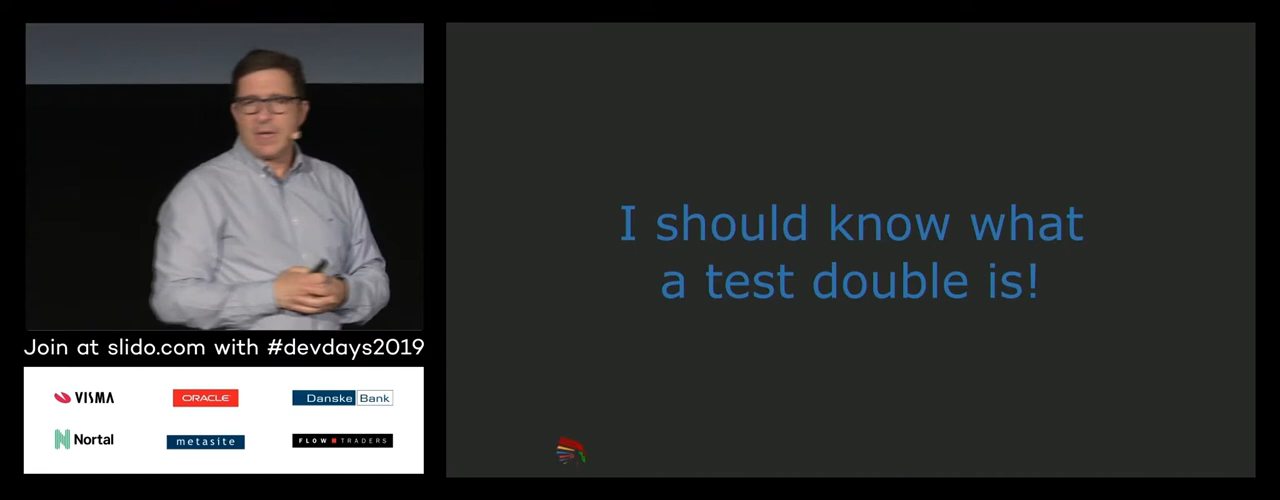 I should know what
a test double is!
Join at slido.com with #devdays2019
VISMA
ORACLE
Danske Bank
Nortal
metasite
FLOW TRADERS